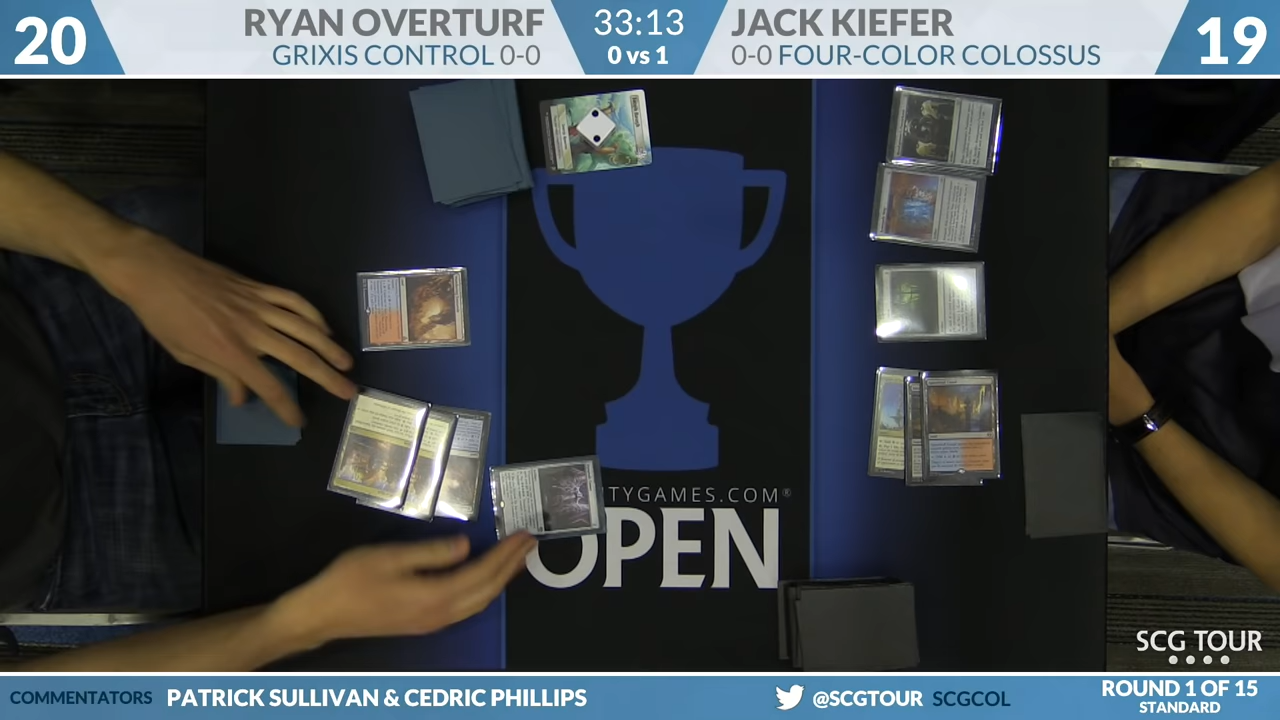 20
RYAN OVERTURF
GRIXIS CONTROL 0-0
33:13
0 vs 1
JACK KIEFER
0-0 FOUR-COLOR COLOSSUS
19
TYGAMES.COM®
OPEN
SCG TOUR
COMMENTATORS PATRICK SULLIVAN & CEDRIC PHILLIPS
@SCGTOUR SCGCOL
ROUND 1 OF 15
STANDARD